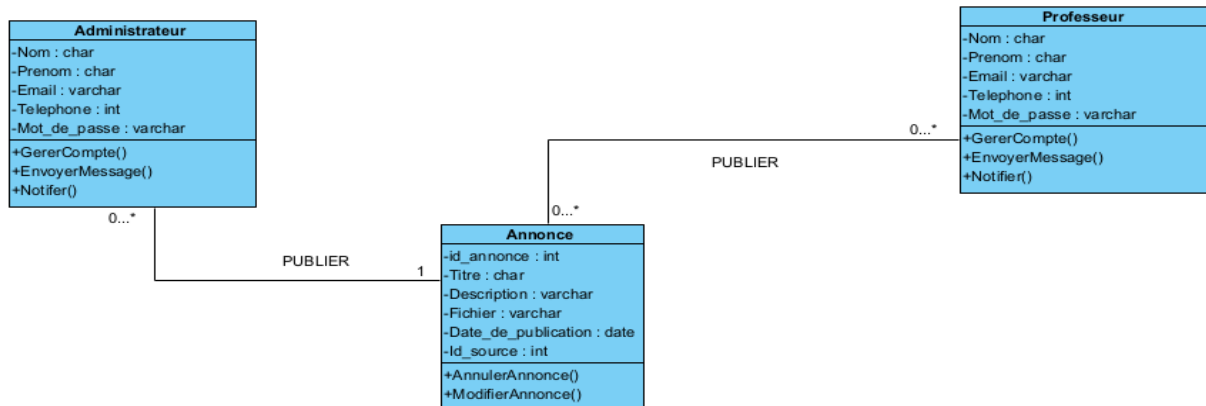 Administrateur
-Nom : char
-Prenom : char
-Email : varchar
-Telephone : int
-Mot_de_passe : varchar
+GererCompte()
+EnvoyerMessage()
+Notifer()
0...*
PUBLIER
1
Professeur
-Nom : char
-Prenom : char
-Email : varchar
-Telephone : int
-Mot_de_passe : varchar
+GererCompte()
+EnvoyerMessage()
+Notifier()
0...*
PUBLIER
0...*
Annonce
-id_annonce : int
-Titre : char
-Description : varchar
-Fichier : varchar
-Date_de_publication : date
-Id_source : int
+AnnulerAnnonce()
+ModifierAnnonce()